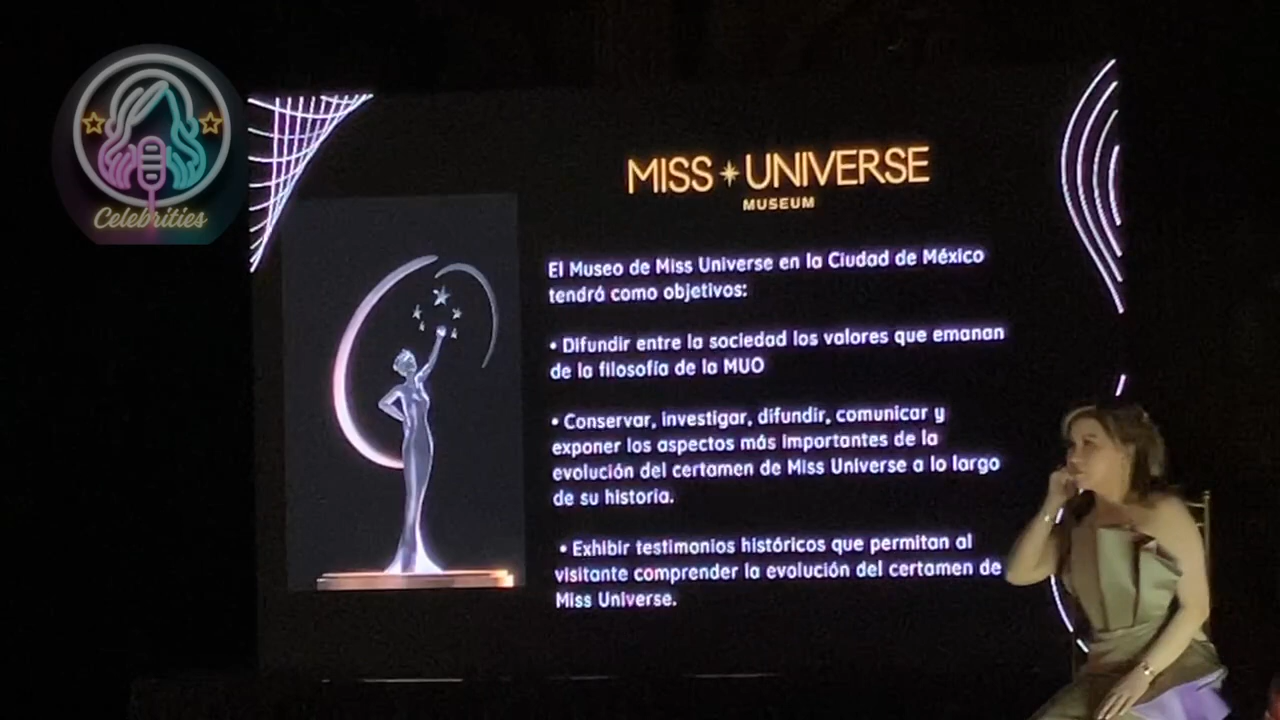 Celebrities
MISS UNIVERSE
MUSEUM
El Museo de Miss Universe en la Ciudad de México
tendrá como objetivos:
• Difundir entre la sociedad los valores que emanan
de la filosofía de la MUO
• Conservar, investigar, difundir, comunicar y
exponer los aspectos más importantes de la
evolución del certamen de Miss Universe a lo largo
de su historia.
• Exhibir testimonios históricos que permitan al
visitante comprender la evolución del certamen de
Miss Universe.